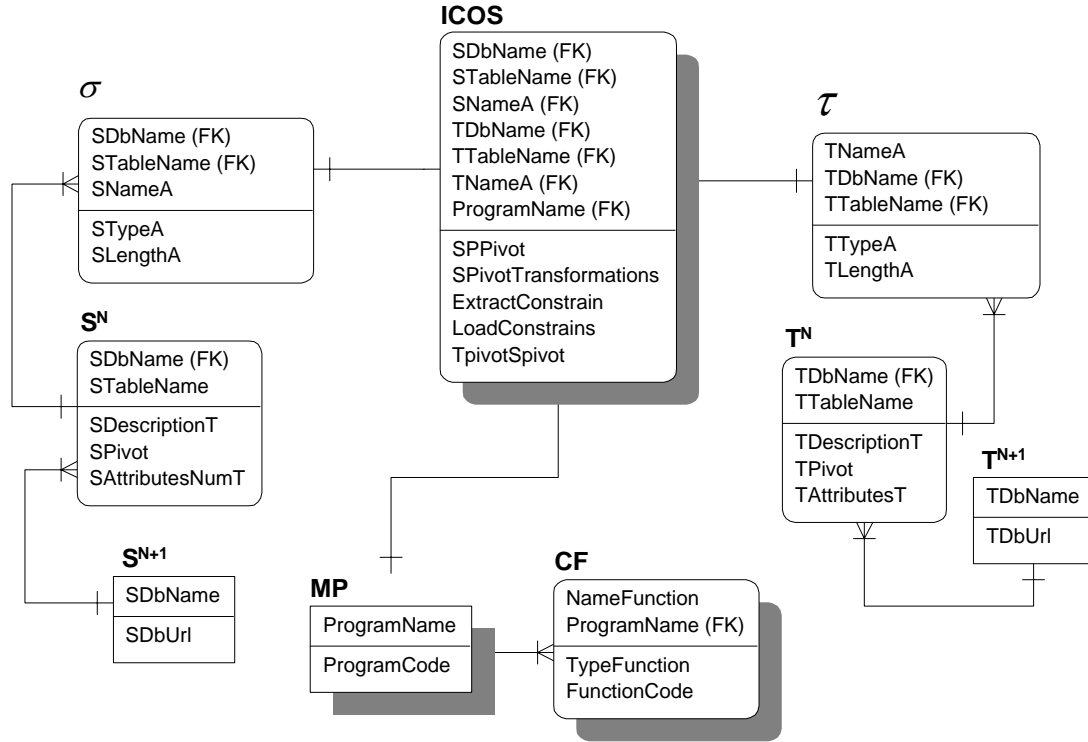 ICOS
SDbName (FK)
STableName (FK)
SNameA (FK)
TDbName (FK)
TTableName (FK)
TNameA (FK)
ProgramName (FK)
SPPivot
SPivotTransformations
ExtractConstrain
LoadConstrains
TpivotSpivot
σ
SDbName (FK)
STableName (FK)
SNameA
STypeA
SLengthA
τ
TNameA
TDbName (FK)
TTableName (FK)
TTypeA
TLengthA
S^N
SDbName (FK)
STableName
SDescriptionT
SPivot
SAttributesNumT
T^N
TDbName (FK)
TTableName
TDescriptionT
TPivot
TAttributesT
T^N+1
TDbName
TDbUrl
S^N+1
SDbName
SDbUrl
MP
ProgramName
ProgramCode
CF
NameFunction
ProgramName (FK)
TypeFunction
FunctionCode